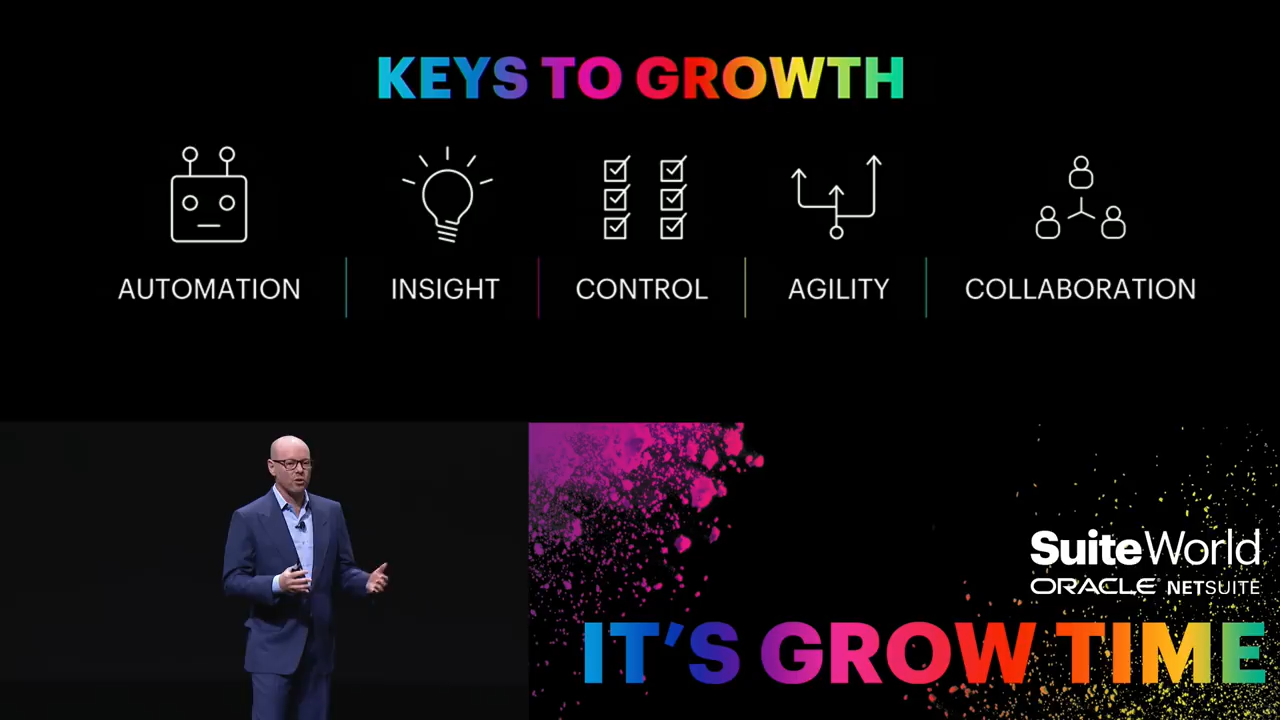 KEYS TO GROWTH
AUTOMATION
INSIGHT
CONTROL
AGILITY
COLLABORATION
SuiteWorld
ORACLE NETSUITE
IT'S GROW TIME